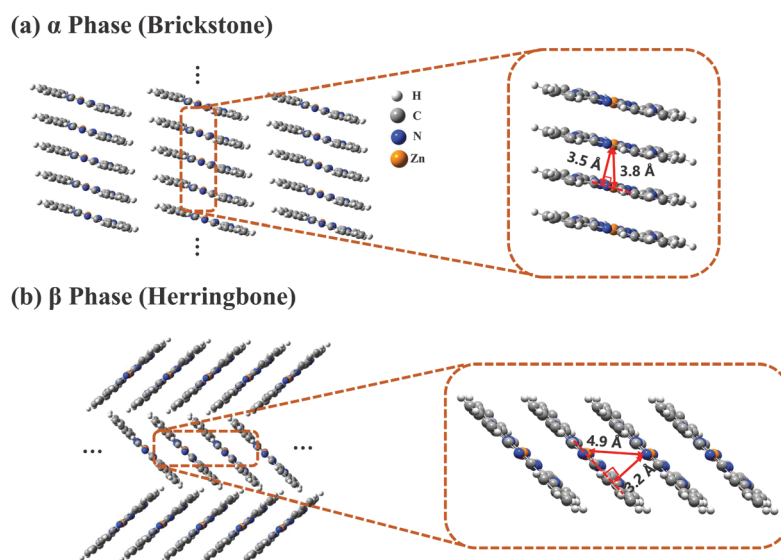 (a) α Phase (Brickstone)
H
C
N
Zn
3.5 Å
3.8 Å
(b) β Phase (Herringbone)
4.9 Å
3.2 Å